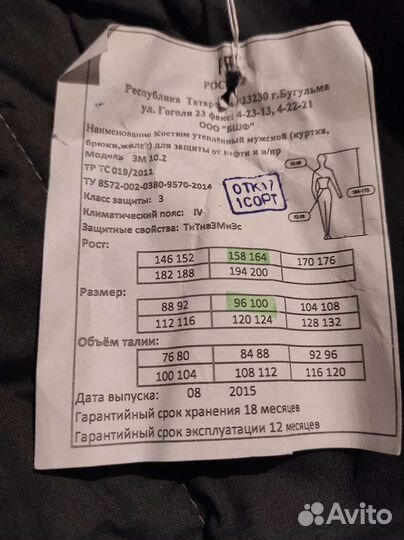 Республика Татар 23230 г.Бугульма
ул. Гоголя 23 факс: 4-23-13, 4-22-21
ООО "БШФ"
Наименование Костюм утепленный мужской (куртка,
брюки,жилет) для защиты от нефти и н/пр
Модель ЗМ 10.2
ТР ТС 019/2011
ТУ 8572-002-0380-9570-2014
Класс защиты: 3
Климатический пояс: IV
Защитные свойства: ТиТнвЗМиЭс
ОТК 17
1СОРТ
Рост:
146 152 158 164 170 176
182 188 194 200
Размер:
88 92 96 100 104 108
112 116 120 124 128 132
Объём талии:
76 80 84 88 92 96
100 104 108 112 116 120
Дата выпуска: 08 2015
Гарантийный срок хранения 18 месяцев
Гарантийный срок эксплуатации 12 месяцев
Avito